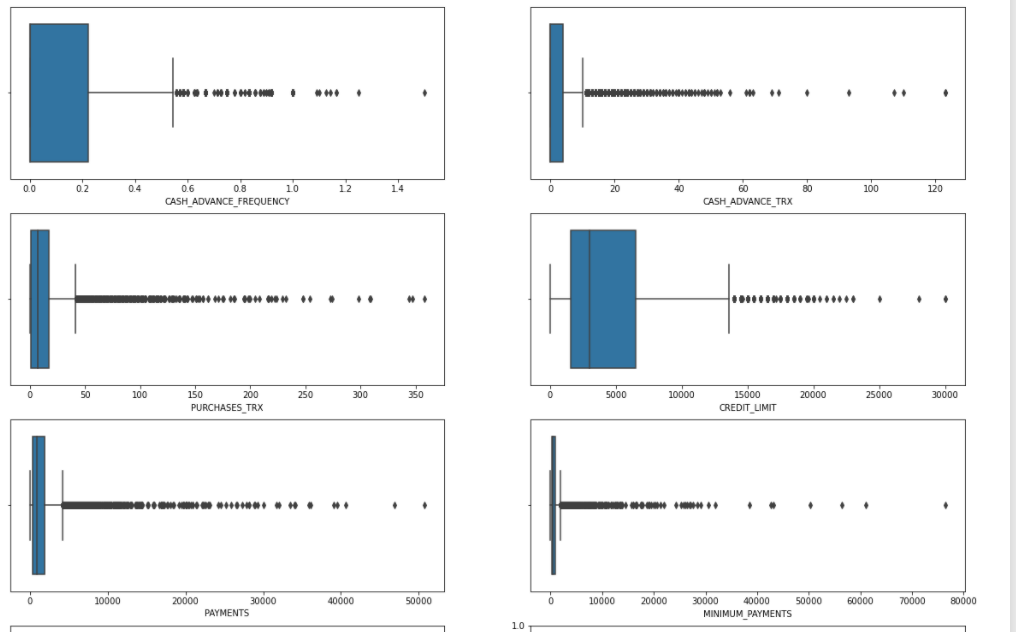 0.0 0.2 0.4 0.6 0.8 1.0 1.2 1.4
CASH_ADVANCE_FREQUENCY
0 20 40 60 80 100 120
CASH_ADVANCE_TRX
0 50 100 150 200 250 300 350
PURCHASES_TRX
0 5000 10000 15000 20000 25000 30000
CREDIT_LIMIT
0 10000 20000 30000 40000 50000
PAYMENTS
0 10000 20000 30000 40000 50000 60000 70000 80000
MINIMUM_PAYMENTS
1.0